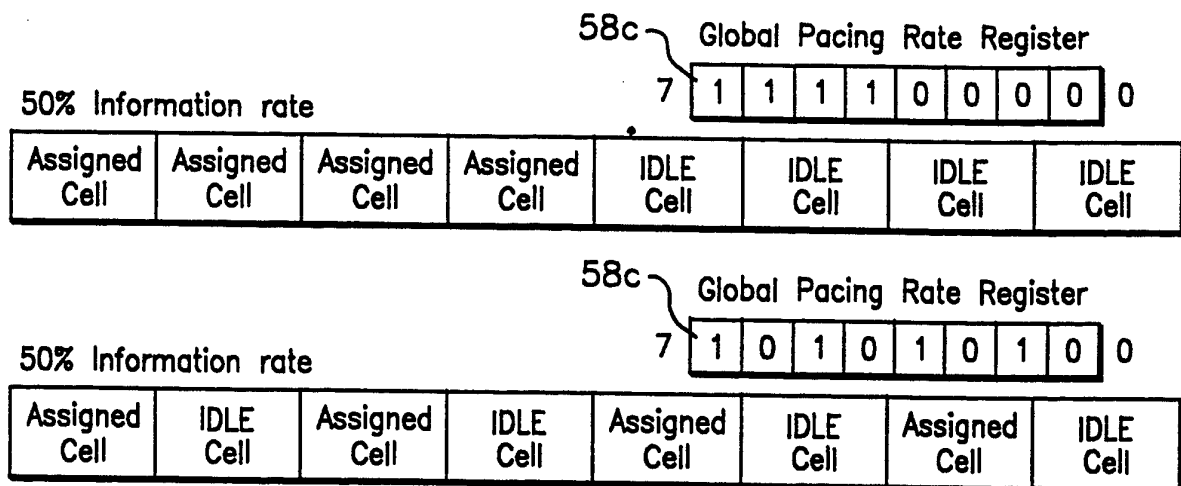 58c Global Pacing Rate Register
7 1 1 1 1 0 0 0 0 0
50% Information rate
Assigned Cell Assigned Cell Assigned Cell Assigned Cell IDLE Cell IDLE Cell IDLE Cell IDLE Cell
58c Global Pacing Rate Register
7 1 0 1 0 1 0 1 0 0
50% Information rate
Assigned Cell IDLE Cell Assigned Cell IDLE Cell Assigned Cell IDLE Cell Assigned Cell IDLE Cell